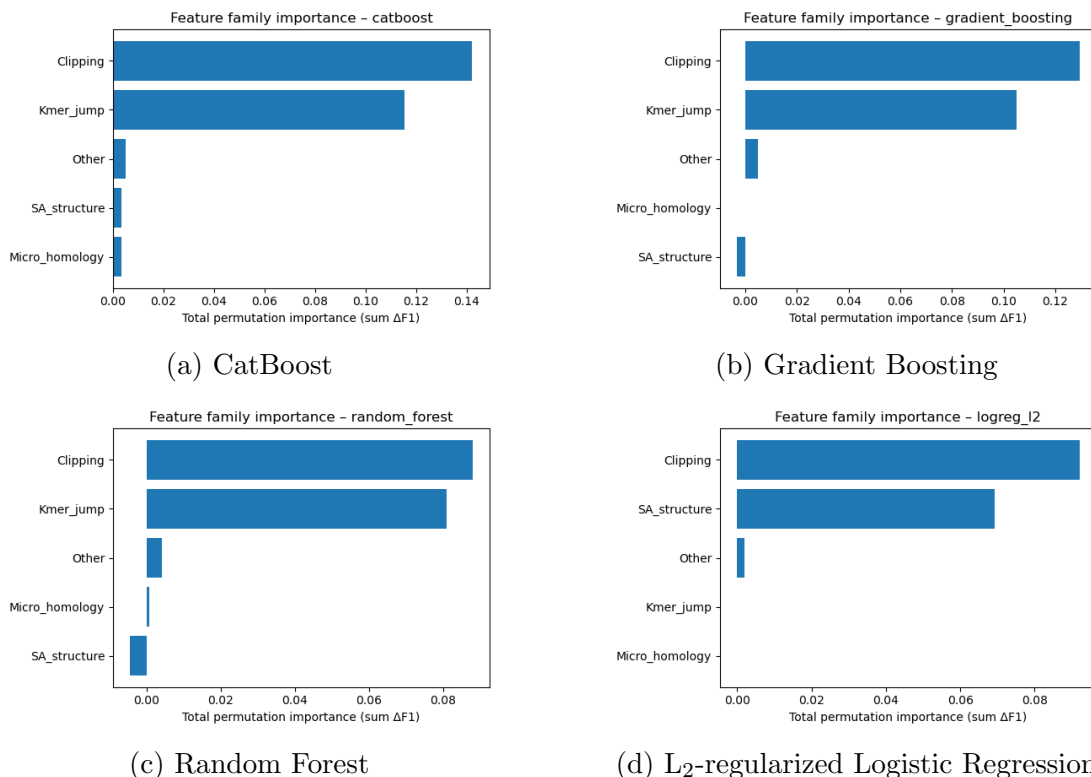 Feature family importance – catboost
Clipping
Kmer_jump
Other
SA_structure
Micro_homology
0.00 0.02 0.04 0.06 0.08 0.10 0.12 0.14
Total permutation importance (sum ΔF1)
(a) CatBoost
Feature family importance – gradient_boosting
Clipping
Kmer_jump
Other
Micro_homology
SA_structure
0.00 0.02 0.04 0.06 0.08 0.10 0.12
Total permutation importance (sum ΔF1)
(b) Gradient Boosting
Feature family importance – random_forest
Clipping
Kmer_jump
Other
Micro_homology
SA_structure
0.00 0.02 0.04 0.06 0.08
Total permutation importance (sum ΔF1)
(c) Random Forest
Feature family importance – logreg_l2
Clipping
SA_structure
Other
Kmer_jump
Micro_homology
0.00 0.02 0.04 0.06 0.08
Total permutation importance (sum ΔF1)
(d) L₂-regularized Logistic Regression